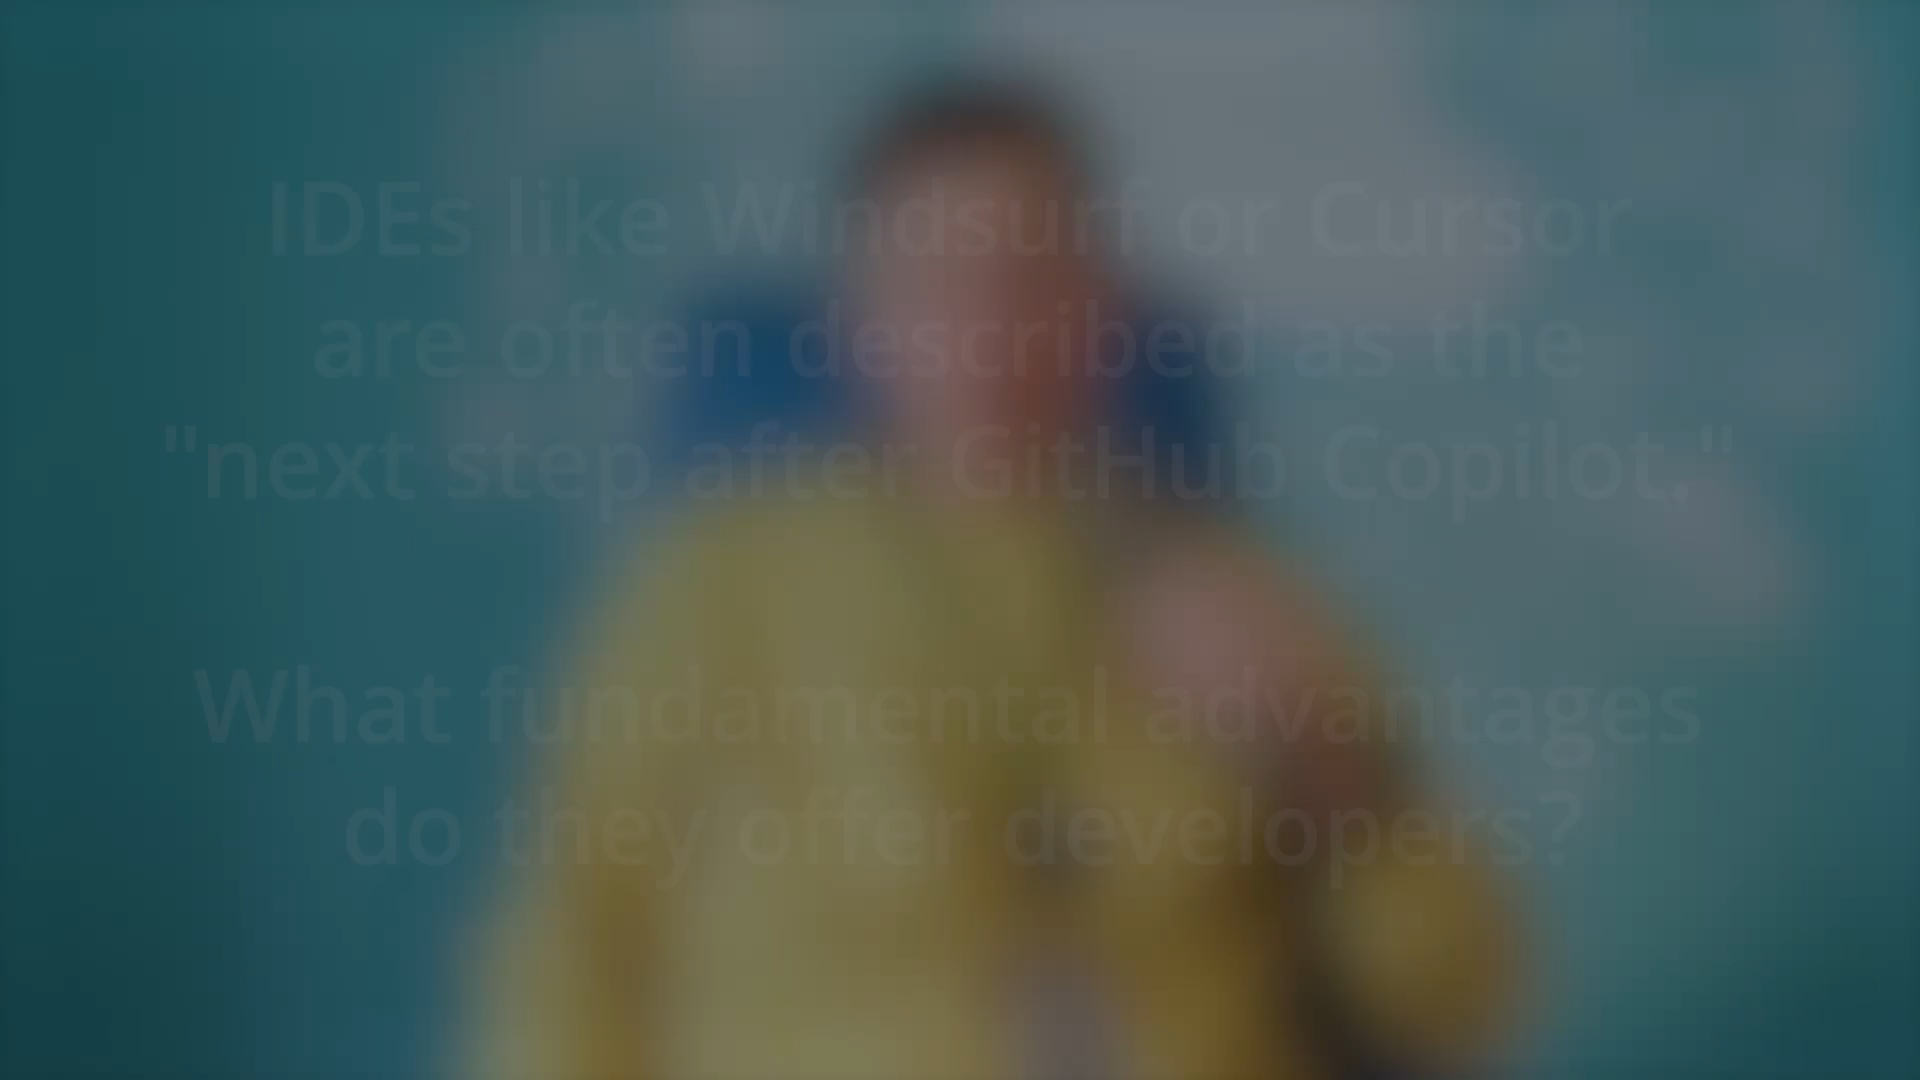 IDEs like Windsurf or Cursor
are often described as the
"next step after GitHub Copilot."
What fundamental advantages
do they offer developers?